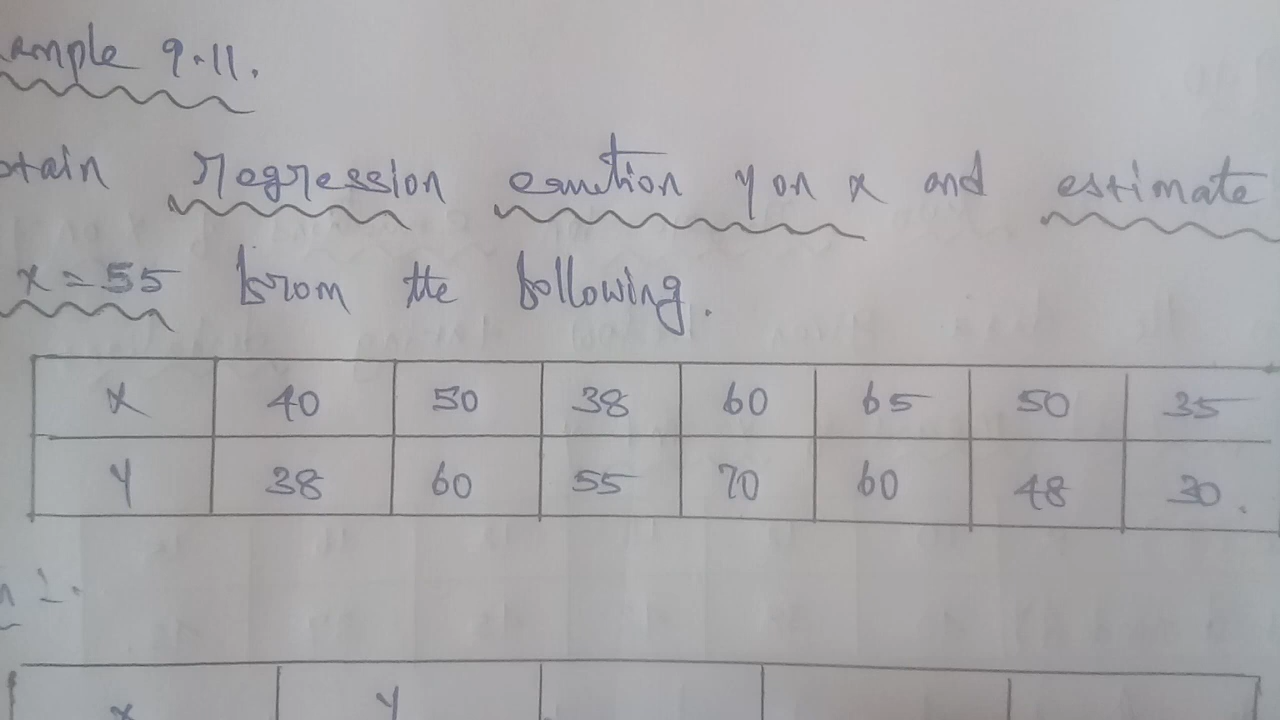 ample 9.11.
otain regression eqution y on x and estimate
x = 55 from the following.
x 40 50 38 60 65 50 35
y 38 60 55 70 60 48 30.
x y